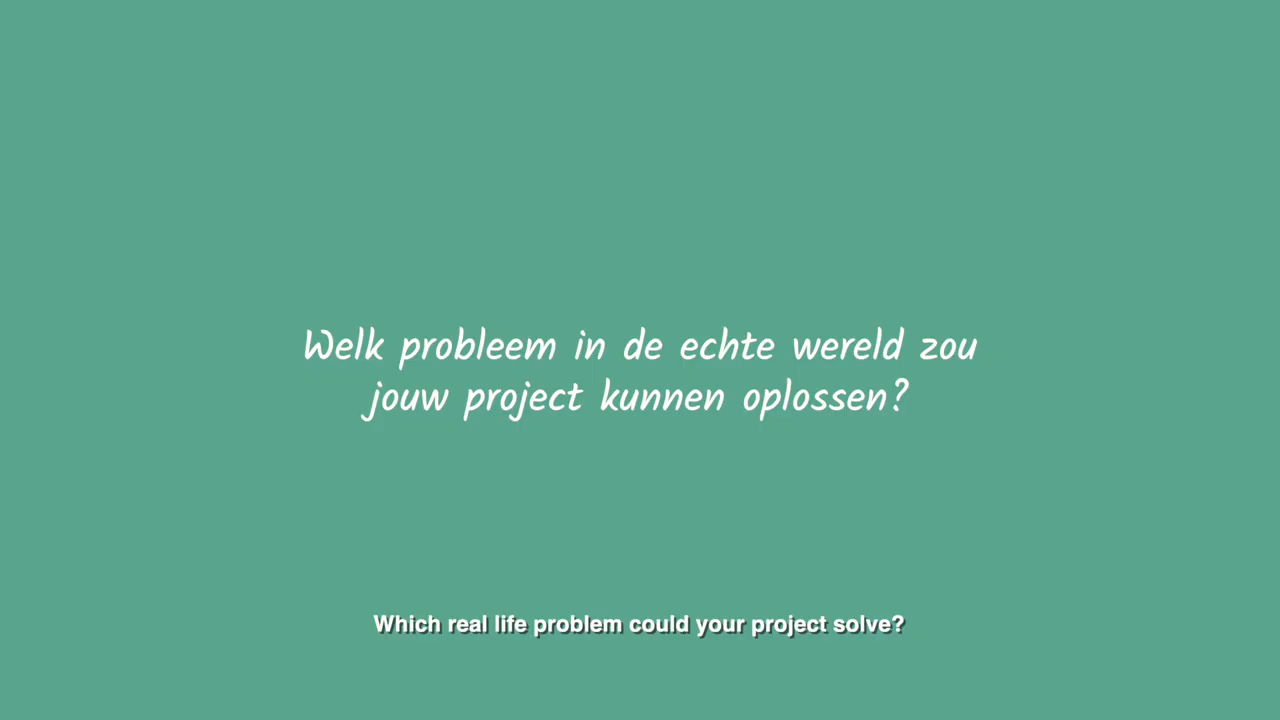 Welk probleem in de echte wereld zou
jouw project kunnen oplossen?
Which real life problem could your project solve?